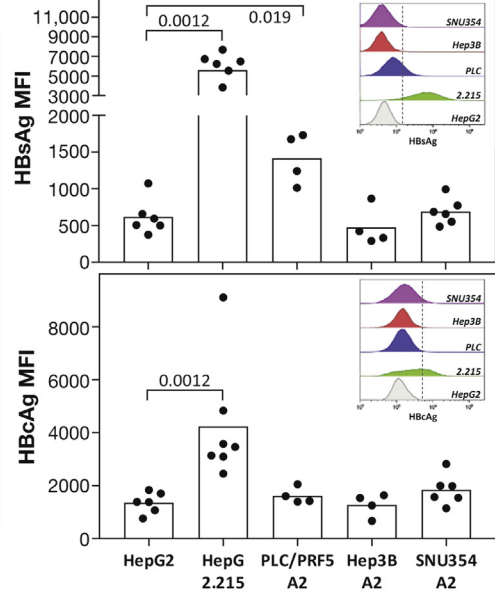 HBsAg MFI
11,000
9000
7000
5000
3000
2000
1500
1000
500
0
0.0012
0.019
SNU354
Hep3B
PLC
2.215
HepG2
HBsAg
HBcAg MFI
8000
6000
4000
2000
0
0.0012
SNU354
Hep3B
PLC
2.215
HepG2
HBcAg
HepG2
HepG
2.215
PLC/PRF5
A2
Hep3B
A2
SNU354
A2